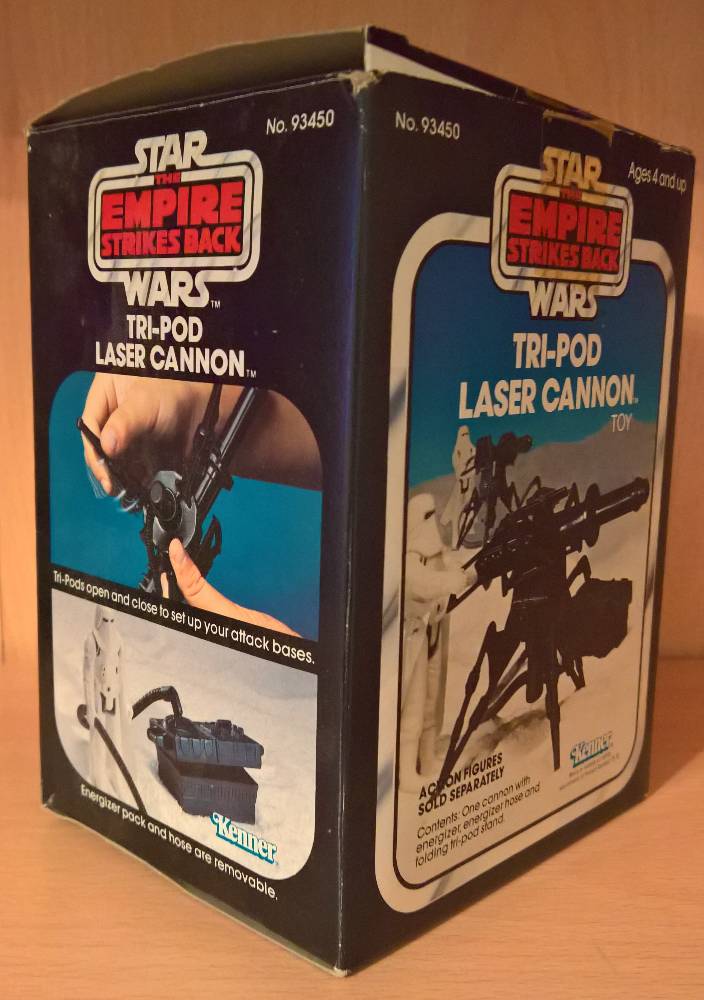 No. 93450
STAR
THE
EMPIRE
STRIKES BACK
WARS™
TRI-POD
LASER CANNON™
Tri-Pods open and close to set up your attack bases.
Energizer pack and hose are removable.
Kenner
No. 93450
Ages 4 and up
STAR
THE
EMPIRE
STRIKES BACK
WARS
TRI-POD
LASER CANNON™
TOY
ACTION FIGURES
SOLD SEPARATELY
Contents: One cannon with
energizer, energizer hose and
folding tri-pod stand.
Kenner